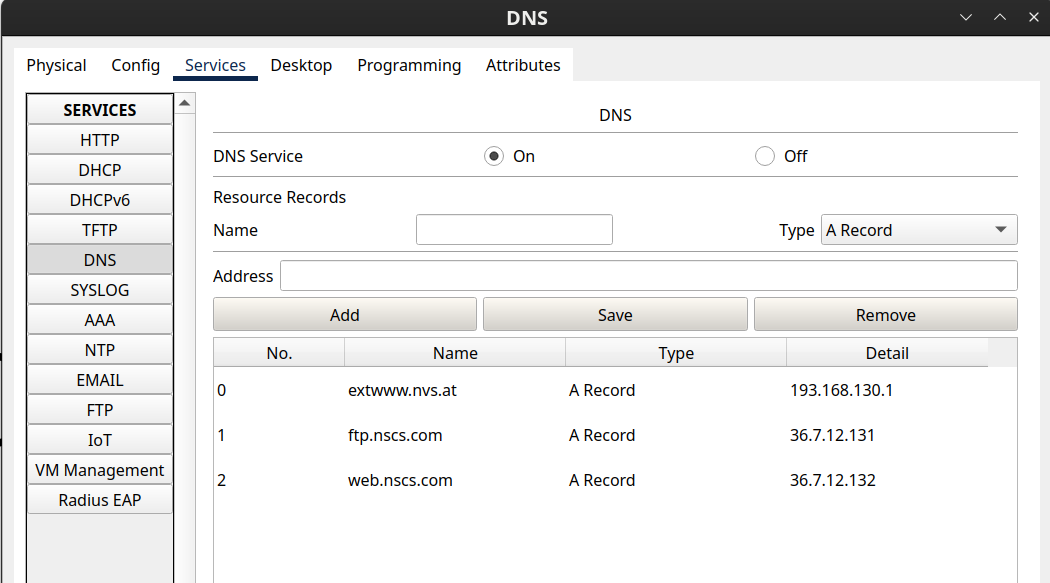 DNS
Physical Config Services Desktop Programming Attributes
SERVICES
HTTP
DHCP
DHCPv6
TFTP
DNS
SYSLOG
AAA
NTP
EMAIL
FTP
IoT
VM Management
Radius EAP
DNS
DNS Service On Off
Resource Records
Name Type A Record
Address
Add Save Remove
No. Name Type Detail
0 extwww.nvs.at A Record 193.168.130.1
1 ftp.nscs.com A Record 36.7.12.131
2 web.nscs.com A Record 36.7.12.132